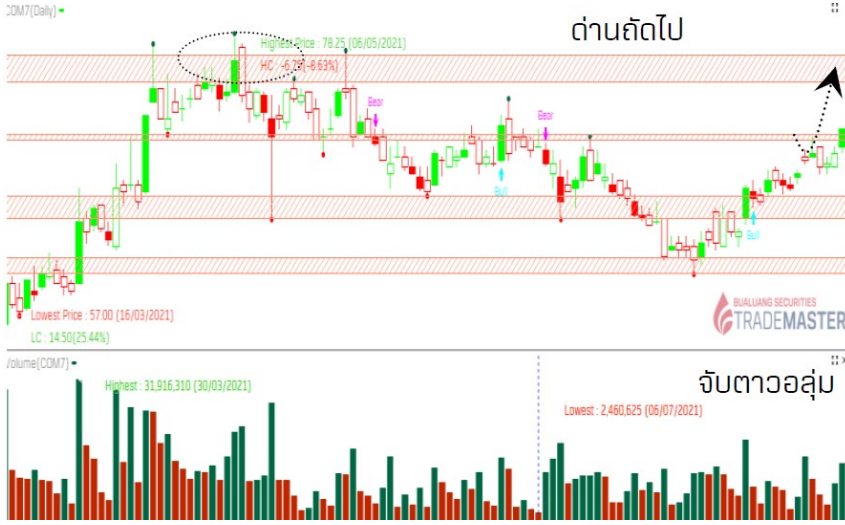 COM7(Daily)
ด่านถัดไป
Highest Price : 78.25 (06/05/2021)
HC : -6.75(-8.63%)
Bear
Bear
Bull
Bull
Lowest Price : 57.00 (16/03/2021)
LC : 14.50(25.44%)
BUALUANG SECURITIES
TRADEMASTER
Volume(COM7)
จับตาวอลุ่ม
Highest : 31,916,310 (30/03/2021)
Lowest : 2,460,625 (06/07/2021)